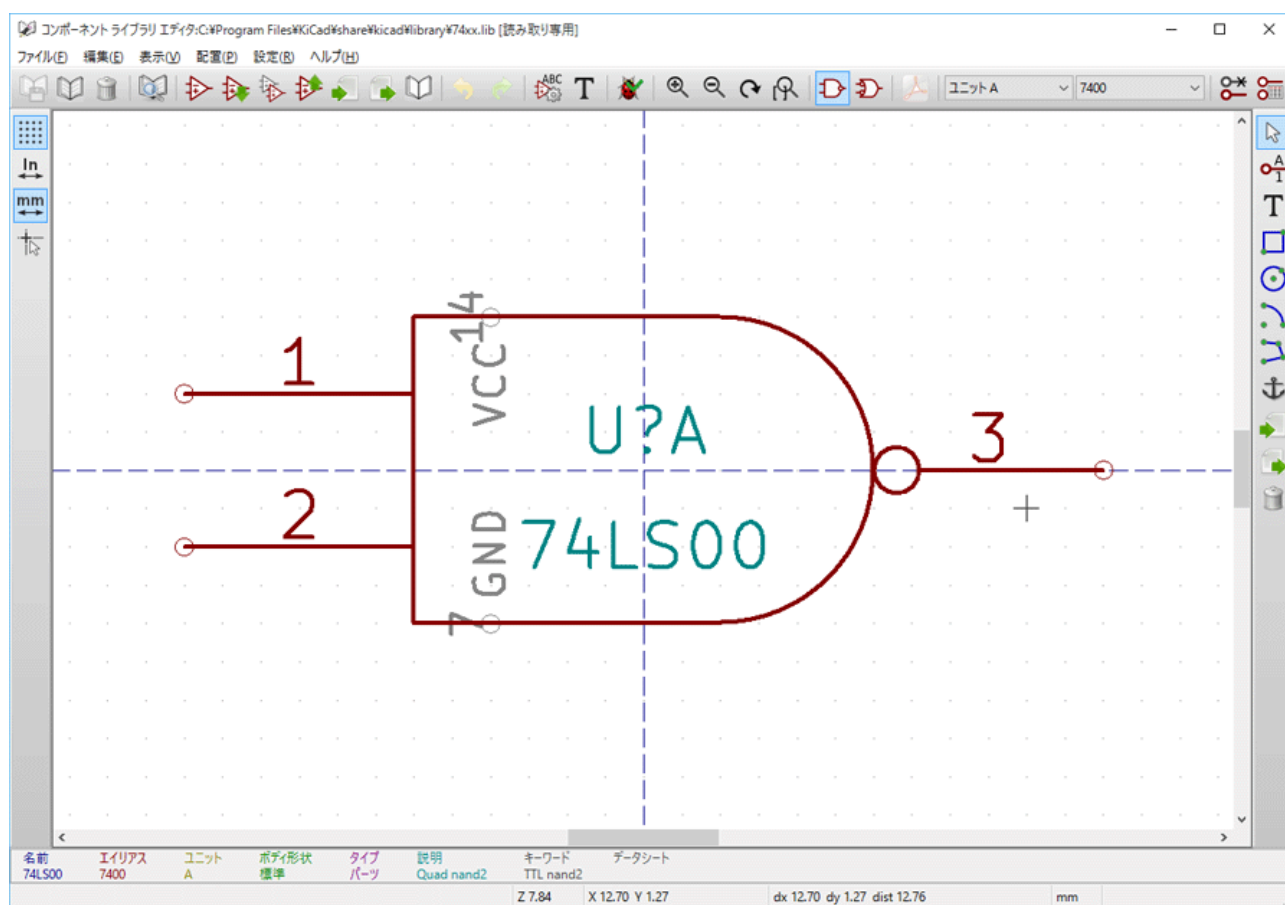 コンポーネント ライブラリ エディタ:C:¥Program Files¥KiCad¥share¥kicad¥library¥74xx.lib [読み取り専用]
ファイル(F) 編集(E) 表示(V) 配置(P) 設定(R) ヘルプ(H)
ABC T ユニット A 7400
In
mm
A
1
T
14
VCC
1
U?A
3
2
GND
74LS00
7
名前 エイリアス ユニット ボディ形状 タイプ 説明 キーワード データシート
74LS00 7400 A 標準 パーツ Quad nand2 TTL nand2
Z 7.84 X 12.70 Y 1.27 dx 12.70 dy 1.27 dist 12.76 mm